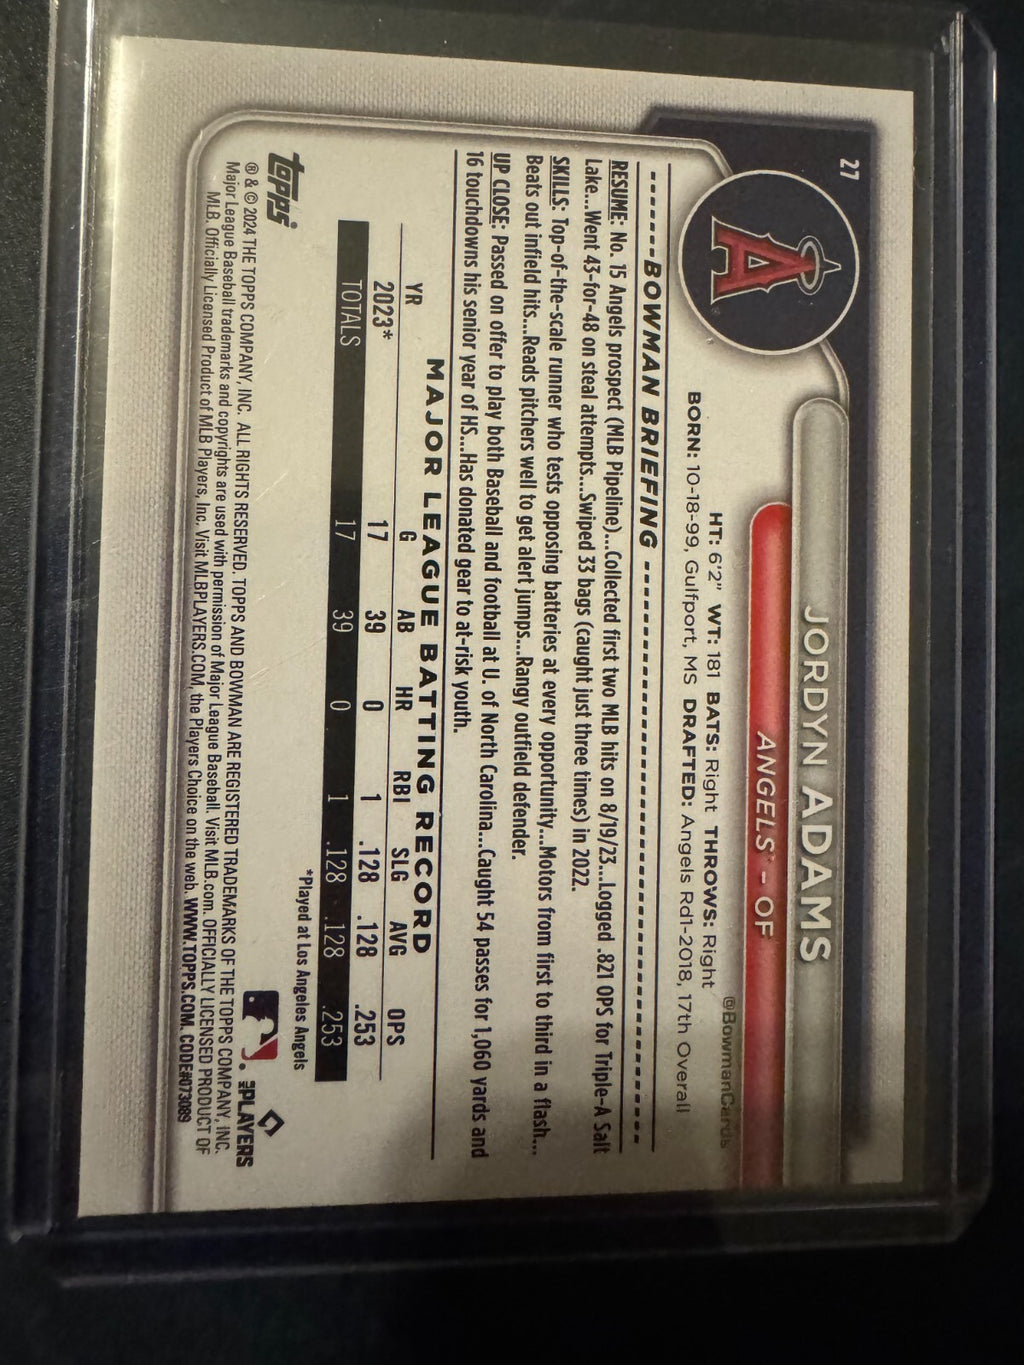 27
A
JORDYN ADAMS
ANGELS® - OF
@BowmanCards
HT: 6'2" WT: 181 BATS: Right THROWS: Right
BORN: 10-18-99, Gulfport, MS DRAFTED: Angels Rd1-2018, 17th Overall
BOWMAN BRIEFING
RESUME: No. 15 Angels prospect (MLB Pipeline)...Collected first two MLB hits on 8/19/23...Logged .821 OPS for Triple-A Salt
Lake...Went 43-for-48 on steal attempts...Swiped 33 bags (caught just three times) in 2022.
SKILLS: Top-of-the-scale runner who tests opposing batteries at every opportunity...Motors from first to third in a flash...
Beats out infield hits...Reads pitchers well to get alert jumps...Rangy outfield defender.
UP CLOSE: Passed on offer to play both Baseball and football at U. of North Carolina...Caught 54 passes for 1,060 yards and
16 touchdowns his senior year of HS...Has donated gear to at-risk youth.
MAJOR LEAGUE BATTING RECORD
YR G AB HR RBI SLG AVG OPS
2023* 17 39 0 1 .128 .128 .253
TOTALS 17 39 0 1 .128 .128 .253
*Played at Los Angeles Angels
topps®
MLB PLAYERS
® & © 2024 THE TOPPS COMPANY, INC. ALL RIGHTS RESERVED. TOPPS AND BOWMAN ARE REGISTERED TRADEMARKS OF THE TOPPS COMPANY, INC.
Major League Baseball trademarks and copyrights are used with permission of Major League Baseball. Visit MLB.com. OFFICIALLY LICENSED PRODUCT OF
MLB. Officially Licensed Product of MLB Players, Inc. Visit MLBPLAYERS.COM, the Players Choice on the web. WWW.TOPPS.COM. CODE#073089